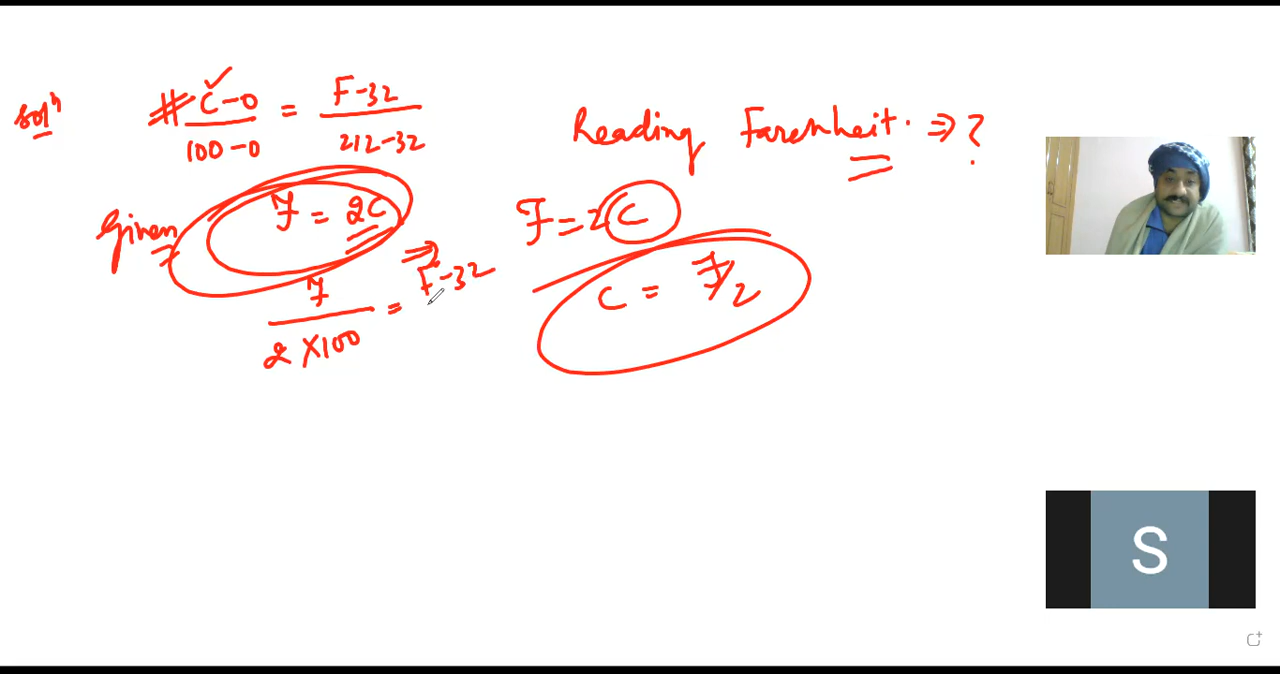 Solⁿ
# C-0 / 100-0 = F-32 / 212-32
Reading Farenheit. ⇒ ?
Given F = 2C
⇒
F / 2×100 = F-32
F = 2C
C = F/2
S